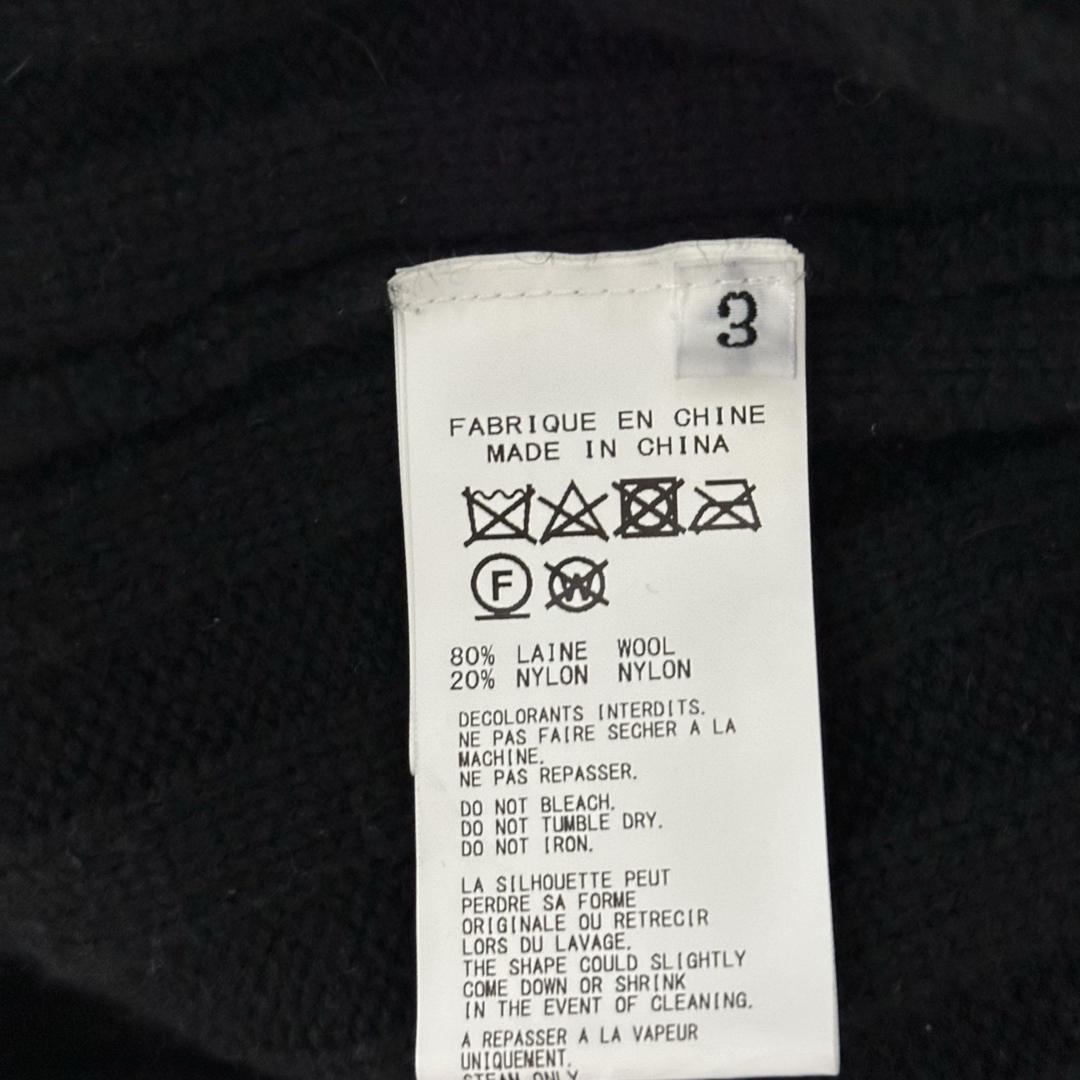 3
FABRIQUE EN CHINE
MADE IN CHINA
F
W
80% LAINE WOOL
20% NYLON NYLON
DECOLORANTS INTERDITS.
NE PAS FAIRE SECHER A LA
MACHINE.
NE PAS REPASSER.
DO NOT BLEACH.
DO NOT TUMBLE DRY.
DO NOT IRON.
LA SILHOUETTE PEUT
PERDRE SA FORME
ORIGINALE OU RETRECIR
LORS DU LAVAGE.
THE SHAPE COULD SLIGHTLY
COME DOWN OR SHRINK
IN THE EVENT OF CLEANING.
A REPASSER A LA VAPEUR
UNIQUEMENT.
STEAM ONLY